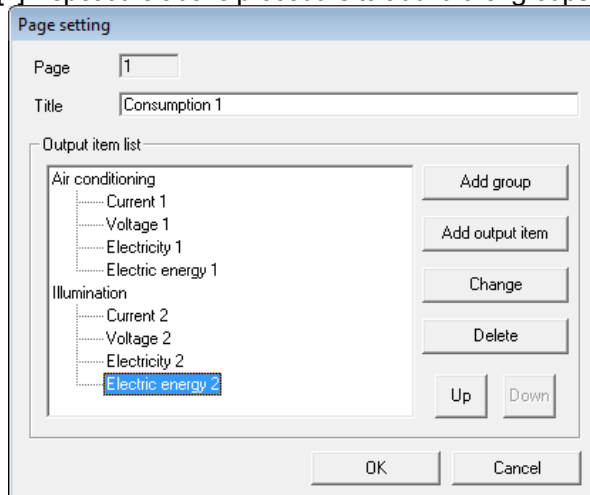 Page setting
Page 1
Title Consumption 1
Output item list
Air conditioning
Current 1
Voltage 1
Electricity 1
Electric energy 1
Illumination
Current 2
Voltage 2
Electricity 2
Electric energy 2
Add group
Add output item
Change
Delete
Up Down
OK Cancel